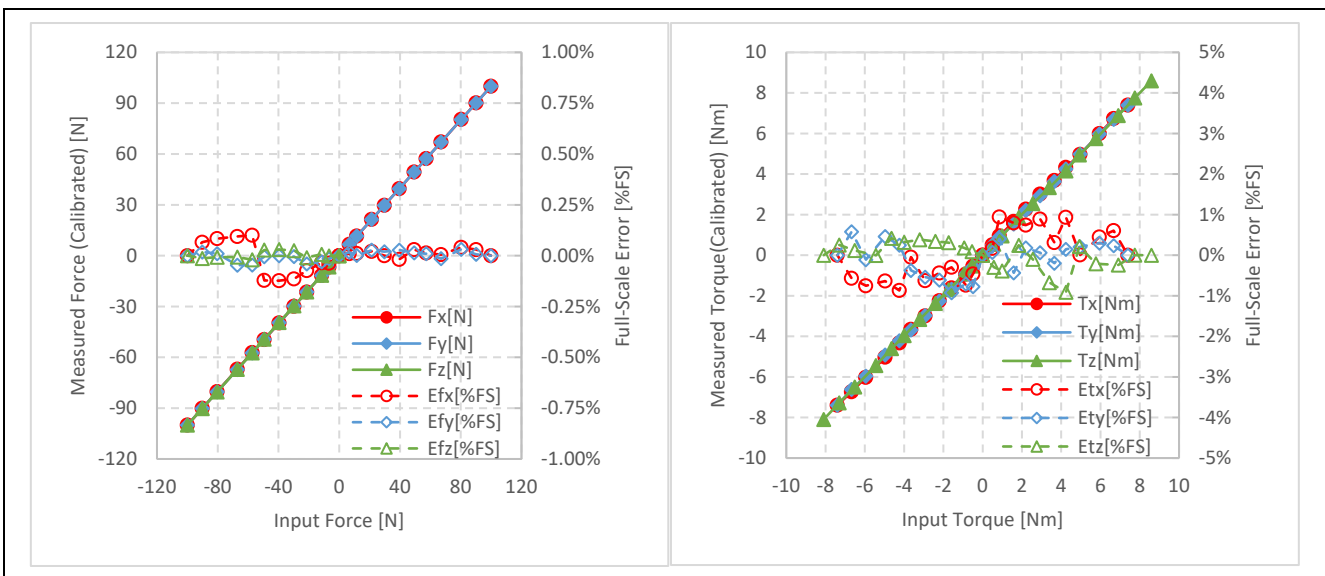 120
90
60
30
0
-30
-60
-90
-120
Measured Force (Calibrated) [N]
1.00%
0.75%
0.50%
0.25%
0.00%
-0.25%
-0.50%
-0.75%
-1.00%
Full-Scale Error [%FS]
Fx[N]
Fy[N]
Fz[N]
Efx[%FS]
Efy[%FS]
Efz[%FS]
-120 -80 -40 0 40 80 120
Input Force [N]
10
8
6
4
2
0
-2
-4
-6
-8
-10
Measured Torque(Calibrated) [Nm]
5%
4%
3%
2%
1%
0%
-1%
-2%
-3%
-4%
-5%
Full-Scale Error [%FS]
Tx[Nm]
Ty[Nm]
Tz[Nm]
Etx[%FS]
Ety[%FS]
Etz[%FS]
-10 -8 -6 -4 -2 0 2 4 6 8 10
Input Torque [Nm]